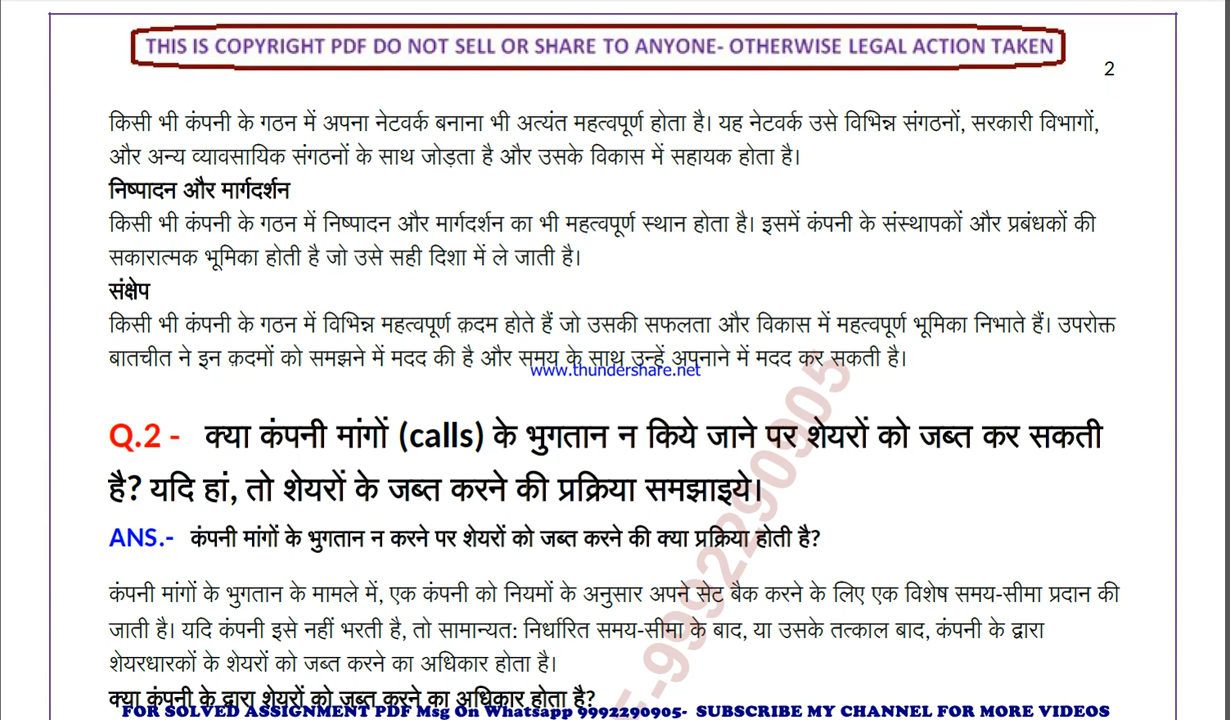 THIS IS COPYRIGHT PDF DO NOT SELL OR SHARE TO ANYONE- OTHERWISE LEGAL ACTION TAKEN
2
किसी भी कंपनी के गठन में अपना नेटवर्क बनाना भी अत्यंत महत्वपूर्ण होता है। यह नेटवर्क उसे विभिन्न संगठनों, सरकारी विभागों,
और अन्य व्यावसायिक संगठनों के साथ जोड़ता है और उसके विकास में सहायक होता है।
निष्पादन और मार्गदर्शन
किसी भी कंपनी के गठन में निष्पादन और मार्गदर्शन का भी महत्वपूर्ण स्थान होता है। इसमें कंपनी के संस्थापकों और प्रबंधकों की
सकारात्मक भूमिका होती है जो उसे सही दिशा में ले जाती है।
संक्षेप
किसी भी कंपनी के गठन में विभिन्न महत्वपूर्ण क़दम होते हैं जो उसकी सफलता और विकास में महत्वपूर्ण भूमिका निभाते हैं। उपरोक्त
बातचीत ने इन क़दमों को समझने में मदद की है और समय के साथ उन्हें अपनाने में मदद कर सकती है।
www.thundershare.net
Q.2 - क्या कंपनी मांगों (calls) के भुगतान न किये जाने पर शेयरों को जब्त कर सकती
है? यदि हां, तो शेयरों के जब्त करने की प्रक्रिया समझाइये।
ANS.- कंपनी मांगों के भुगतान न करने पर शेयरों को जब्त करने की क्या प्रक्रिया होती है?
कंपनी मांगों के भुगतान के मामले में, एक कंपनी को नियमों के अनुसार अपने सेट बैक करने के लिए एक विशेष समय-सीमा प्रदान की
जाती है। यदि कंपनी इसे नहीं भरती है, तो सामान्यत: निर्धारित समय-सीमा के बाद, या उसके तत्काल बाद, कंपनी के द्वारा
शेयरधारकों के शेयरों को जब्त करने का अधिकार होता है।
क्या कंपनी के द्वारा शेयरों को जब्त करने का अधिकार होता है?
FOR SOLVED ASSIGNMENT PDF Msg On Whatsapp 9992290905- SUBSCRIBE MY CHANNEL FOR MORE VIDEOS
-9992290905